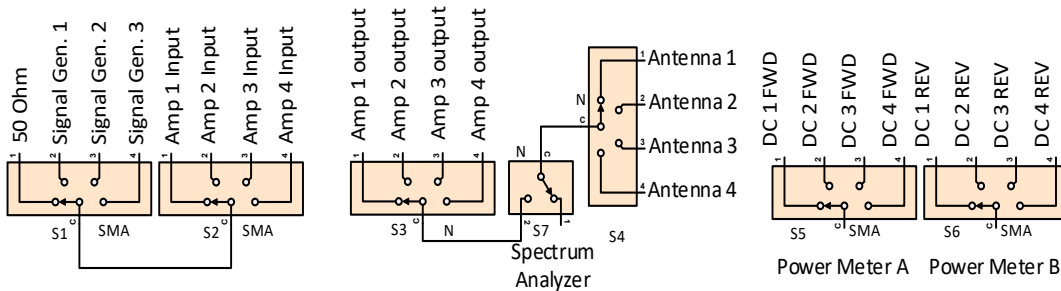 50 Ohm
Signal Gen. 1
Signal Gen. 2
Signal Gen. 3
Amp 1 Input
Amp 2 Input
Amp 3 Input
Amp 4 Input
1
2
3
4
1
2
3
4
C
S1
SMA
C
S2
SMA
Amp 1 output
Amp 2 output
Amp 3 output
Amp 4 output
1
2
3
4
C
S3
N
N
C
2
1
S7
Spectrum
Analyzer
N
C
1
Antenna 1
2
Antenna 2
3
Antenna 3
4
Antenna 4
S4
DC 1 FWD
DC 2 FWD
DC 3 FWD
DC 4 FWD
DC 1 REV
DC 2 REV
DC 3 REV
DC 4 REV
1
2
3
4
1
2
3
4
S5
C
SMA
S6
C
SMA
Power Meter A
Power Meter B